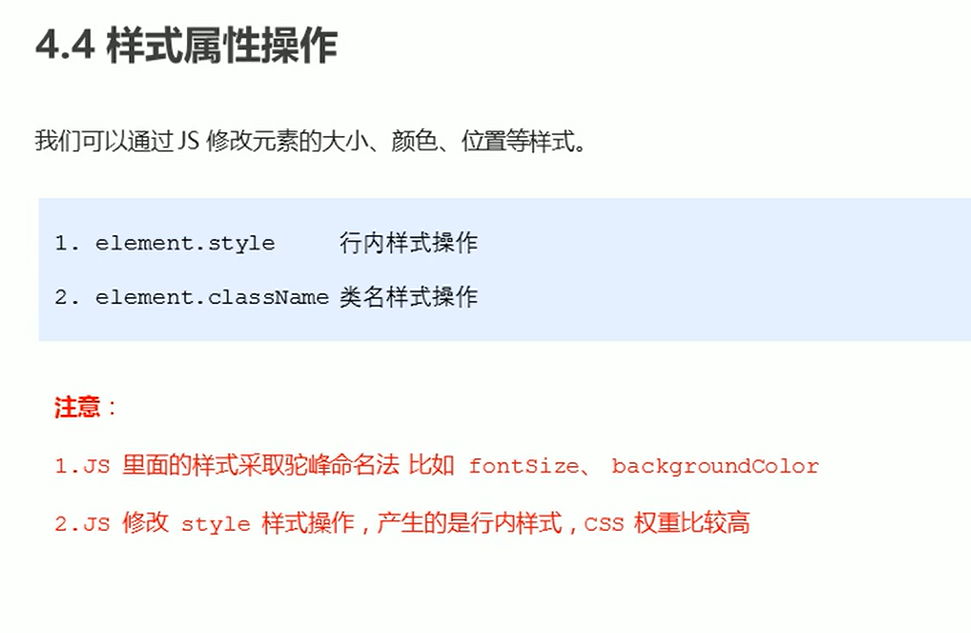 4.4 样式属性操作
我们可以通过 JS 修改元素的大小、颜色、位置等样式。
1. element.style 行内样式操作
2. element.className 类名样式操作
注意：
1.JS 里面的样式采取驼峰命名法 比如 fontSize、 backgroundColor
2.JS 修改 style 样式操作，产生的是行内样式，CSS 权重比较高